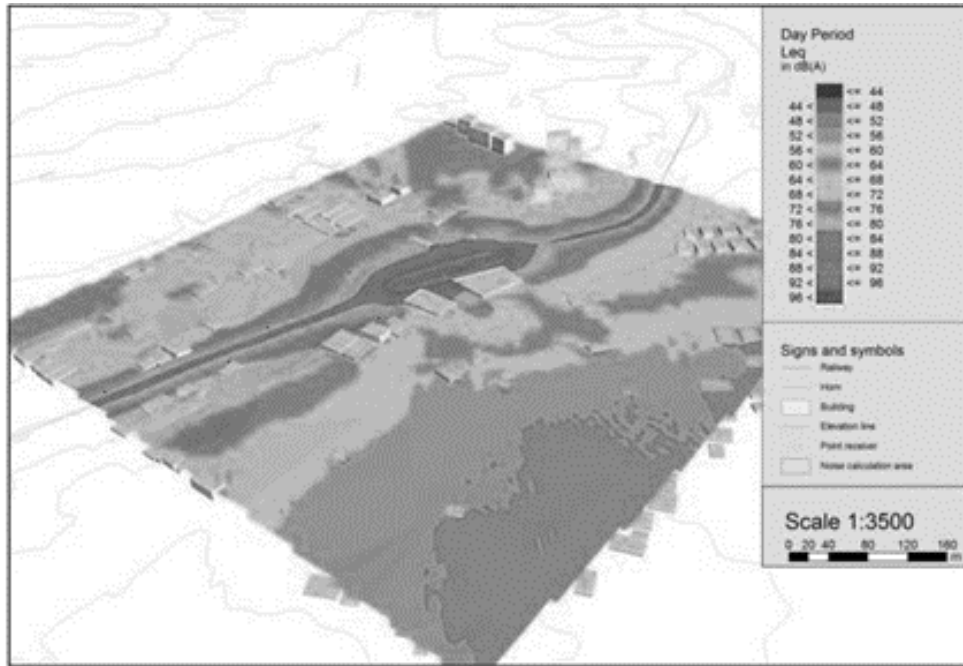 Day Period
Leq
in dB(A)
<= 44
44 < <= 48
48 < <= 52
52 < <= 56
56 < <= 60
60 < <= 64
64 < <= 68
68 < <= 72
72 < <= 76
76 < <= 80
80 < <= 84
84 < <= 88
88 < <= 92
92 < <= 96
96 <
Signs and symbols
Railway
Horn
Building
Elevation line
Point receiver
Noise calculation area
Scale 1:3500
0 20 40 80 120 160
m